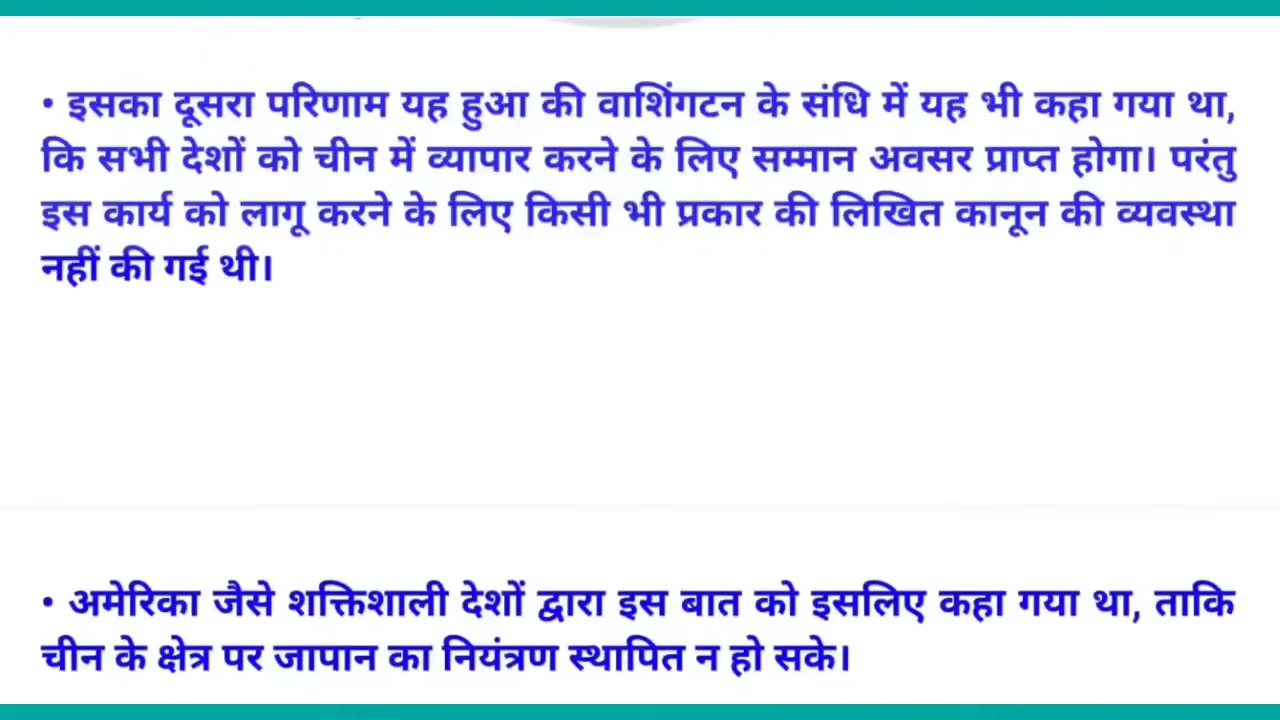 • इसका दूसरा परिणाम यह हुआ की वाशिंगटन के संधि में यह भी कहा गया था,
कि सभी देशों को चीन में व्यापार करने के लिए सम्मान अवसर प्राप्त होगा। परंतु
इस कार्य को लागू करने के लिए किसी भी प्रकार की लिखित कानून की व्यवस्था
नहीं की गई थी।
• अमेरिका जैसे शक्तिशाली देशों द्वारा इस बात को इसलिए कहा गया था, ताकि
चीन के क्षेत्र पर जापान का नियंत्रण स्थापित न हो सके।